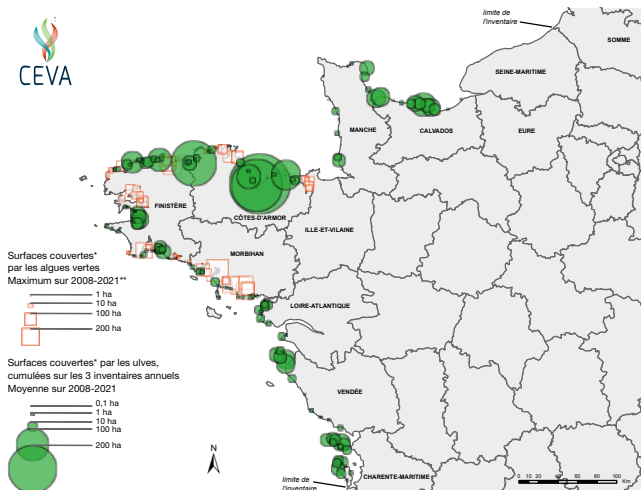 CEVA
limite de
l'inventaire
SOMME
SEINE-MARITIME
MANCHE
CALVADOS
EURE
FINISTÈRE
CÔTES-D'ARMOR
ILLE-ET-VILAINE
MORBIHAN
LOIRE-ATLANTIQUE
VENDÉE
CHARENTE-MARITIME
Surfaces couvertes*
par les algues vertes
Maximum sur 2008-2021**
1 ha
10 ha
100 ha
200 ha
Surfaces couvertes* par les ulves,
cumulées sur les 3 inventaires annuels
Moyenne sur 2008-2021
0,1 ha
1 ha
10 ha
100 ha
200 ha
N
limite de
l'inventaire
0 10 20 40 60 80 100
Km